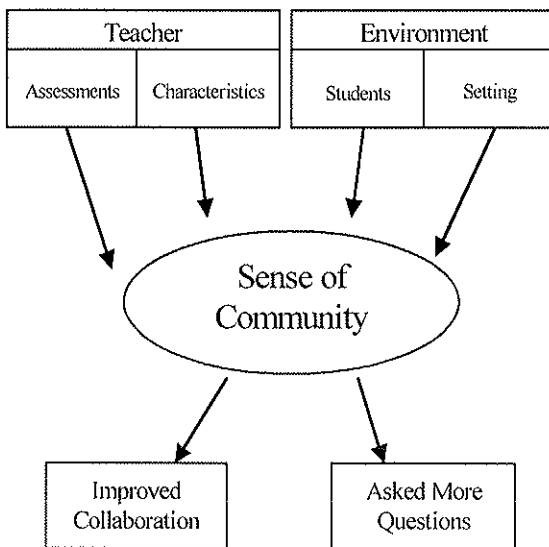 Teacher
Environment
Assessments
Characteristics
Students
Setting
Sense of
Community
Improved
Collaboration
Asked More
Questions